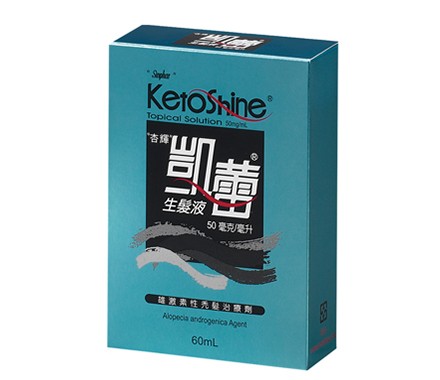 "Sinphar"
KetoShine®
Topical Solution 50mg/mL
"杏輝"
凱蕾®
生髮液
50 毫克/毫升
雄激素性禿髮治療劑
Alopecia androgenica Agent
60mL